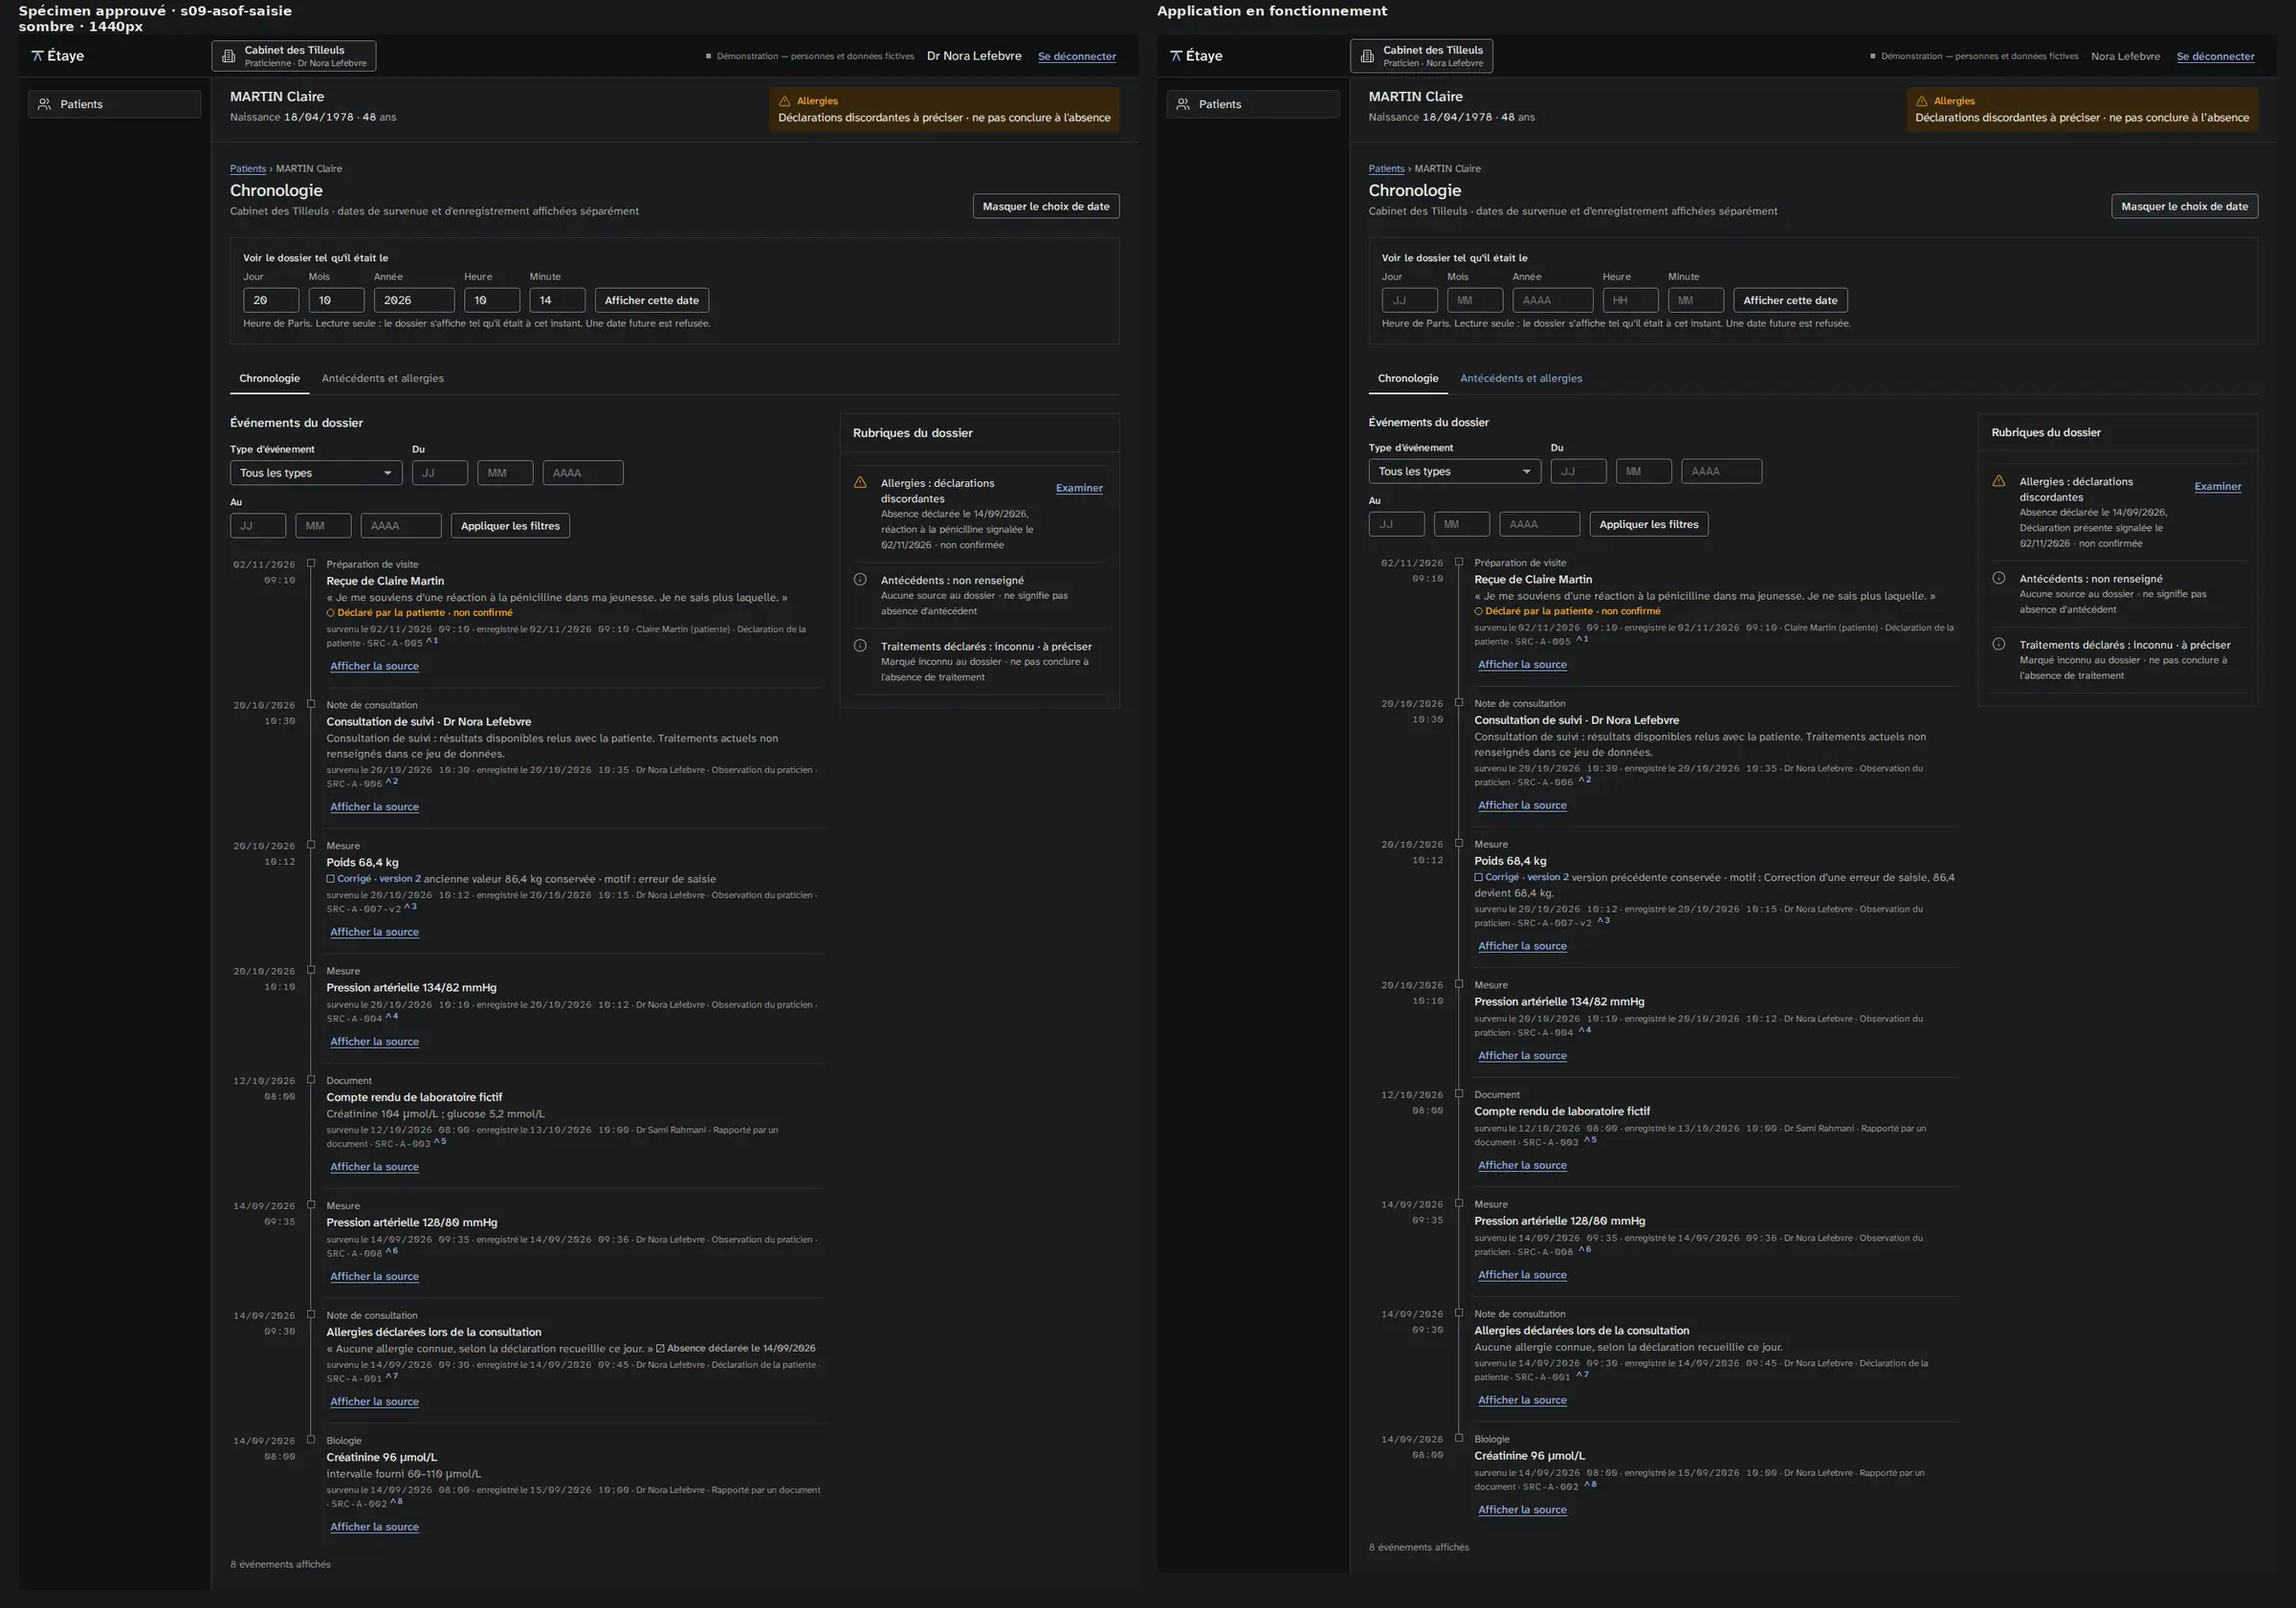 Spécimen approuvé · s09-asof-saisie
sombre · 1440px
Étaye
Cabinet des Tilleuls
Praticienne · Dr Nora Lefebvre
Démonstration — personnes et données fictives
Dr Nora Lefebvre
Se déconnecter
Patients
MARTIN Claire
Naissance 18/04/1978 · 48 ans
Allergies
Déclarations discordantes à préciser · ne pas conclure à l'absence
Patients › MARTIN Claire
Chronologie
Cabinet des Tilleuls · dates de survenue et d'enregistrement affichées séparément
Masquer le choix de date
Voir le dossier tel qu'il était le
Jour Mois Année Heure Minute
20 10 2026 10 14 Afficher cette date
Heure de Paris. Lecture seule : le dossier s'affiche tel qu'il était à cet instant. Une date future est refusée.
Chronologie Antécédents et allergies
Événements du dossier
Type d'événement Du
Tous les types JJ MM AAAA
Au
JJ MM AAAA Appliquer les filtres
02/11/2026
09:10
Préparation de visite
Reçue de Claire Martin
« Je me souviens d'une réaction à la pénicilline dans ma jeunesse. Je ne sais plus laquelle. »
Déclaré par la patiente · non confirmé
survenu le 02/11/2026 09:10 · enregistré le 02/11/2026 09:10 · Claire Martin (patiente) · Déclaration de la
patiente · SRC-A-005 ^1
Afficher la source
20/10/2026
10:30
Note de consultation
Consultation de suivi · Dr Nora Lefebvre
Consultation de suivi : résultats disponibles relus avec la patiente. Traitements actuels non
renseignés dans ce jeu de données.
survenu le 20/10/2026 10:30 · enregistré le 20/10/2026 10:35 · Dr Nora Lefebvre · Observation du praticien ·
SRC-A-006 ^2
Afficher la source
20/10/2026
10:12
Mesure
Poids 68,4 kg
Corrigé · version 2 ancienne valeur 86,4 kg conservée · motif : erreur de saisie
survenu le 20/10/2026 10:12 · enregistré le 20/10/2026 10:15 · Dr Nora Lefebvre · Observation du praticien ·
SRC-A-007-v2 ^3
Afficher la source
20/10/2026
10:10
Mesure
Pression artérielle 134/82 mmHg
survenu le 20/10/2026 10:10 · enregistré le 20/10/2026 10:12 · Dr Nora Lefebvre · Observation du praticien ·
SRC-A-004 ^4
Afficher la source
12/10/2026
08:00
Document
Compte rendu de laboratoire fictif
Créatinine 104 µmol/L ; glucose 5,2 mmol/L
survenu le 12/10/2026 08:00 · enregistré le 13/10/2026 10:00 · Dr Sami Rahmani · Rapporté par un
document · SRC-A-003 ^5
Afficher la source
14/09/2026
09:35
Mesure
Pression artérielle 128/80 mmHg
survenu le 14/09/2026 09:35 · enregistré le 14/09/2026 09:36 · Dr Nora Lefebvre · Observation du praticien ·
SRC-A-008 ^6
Afficher la source
14/09/2026
09:30
Note de consultation
Allergies déclarées lors de la consultation
« Aucune allergie connue, selon la déclaration recueillie ce jour. » Absence déclarée le 14/09/2026
survenu le 14/09/2026 09:30 · enregistré le 14/09/2026 09:45 · Dr Nora Lefebvre · Déclaration de la patiente ·
SRC-A-001 ^7
Afficher la source
14/09/2026
08:00
Biologie
Créatinine 96 µmol/L
intervalle fourni 60–110 µmol/L
survenu le 14/09/2026 08:00 · enregistré le 15/09/2026 10:00 · Dr Nora Lefebvre · Rapporté par un document
· SRC-A-002 ^8
Afficher la source
8 événements affichés
Rubriques du dossier
Allergies : déclarations
discordantes
Examiner
Absence déclarée le 14/09/2026,
réaction à la pénicilline signalée le
02/11/2026 · non confirmée
Antécédents : non renseigné
Aucune source au dossier · ne signifie pas
absence d'antécédent
Traitements déclarés : inconnu · à préciser
Marqué inconnu au dossier · ne pas conclure à
l'absence de traitement
Application en fonctionnement
Étaye
Cabinet des Tilleuls
Praticien · Nora Lefebvre
Démonstration — personnes et données fictives
Nora Lefebvre
Se déconnecter
Patients
MARTIN Claire
Naissance 18/04/1978 · 48 ans
Allergies
Déclarations discordantes à préciser · ne pas conclure à l'absence
Patients › MARTIN Claire
Chronologie
Cabinet des Tilleuls · dates de survenue et d'enregistrement affichées séparément
Masquer le choix de date
Voir le dossier tel qu'il était le
Jour Mois Année Heure Minute
JJ MM AAAA HH MM Afficher cette date
Heure de Paris. Lecture seule : le dossier s'affiche tel qu'il était à cet instant. Une date future est refusée.
Chronologie Antécédents et allergies
Événements du dossier
Type d'événement Du
Tous les types JJ MM AAAA
Au
JJ MM AAAA Appliquer les filtres
02/11/2026
09:10
Préparation de visite
Reçue de Claire Martin
« Je me souviens d'une réaction à la pénicilline dans ma jeunesse. Je ne sais plus laquelle. »
Déclaré par la patiente · non confirmé
survenu le 02/11/2026 09:10 · enregistré le 02/11/2026 09:10 · Claire Martin (patiente) · Déclaration de la
patiente · SRC-A-005 ^1
Afficher la source
20/10/2026
10:30
Note de consultation
Consultation de suivi · Dr Nora Lefebvre
Consultation de suivi : résultats disponibles relus avec la patiente. Traitements actuels non
renseignés dans ce jeu de données.
survenu le 20/10/2026 10:30 · enregistré le 20/10/2026 10:35 · Dr Nora Lefebvre · Observation du
praticien · SRC-A-006 ^2
Afficher la source
20/10/2026
10:12
Mesure
Poids 68,4 kg
Corrigé · version 2 version précédente conservée · motif : Correction d'une erreur de saisie, 86,4
devient 68,4 kg.
survenu le 20/10/2026 10:12 · enregistré le 20/10/2026 10:15 · Dr Nora Lefebvre · Observation du
praticien · SRC-A-007-v2 ^3
Afficher la source
20/10/2026
10:10
Mesure
Pression artérielle 134/82 mmHg
survenu le 20/10/2026 10:10 · enregistré le 20/10/2026 10:12 · Dr Nora Lefebvre · Observation du
praticien · SRC-A-004 ^4
Afficher la source
12/10/2026
08:00
Document
Compte rendu de laboratoire fictif
survenu le 12/10/2026 08:00 · enregistré le 13/10/2026 10:00 · Dr Sami Rahmani · Rapporté par un
document · SRC-A-003 ^5
Afficher la source
14/09/2026
09:35
Mesure
Pression artérielle 128/80 mmHg
survenu le 14/09/2026 09:35 · enregistré le 14/09/2026 09:36 · Dr Nora Lefebvre · Observation du
praticien · SRC-A-008 ^6
Afficher la source
14/09/2026
09:30
Note de consultation
Allergies déclarées lors de la consultation
Aucune allergie connue, selon la déclaration recueillie ce jour.
survenu le 14/09/2026 09:30 · enregistré le 14/09/2026 09:45 · Dr Nora Lefebvre · Déclaration de la
patiente · SRC-A-001 ^7
Afficher la source
14/09/2026
08:00
Biologie
Créatinine 96 µmol/L
survenu le 14/09/2026 08:00 · enregistré le 15/09/2026 10:00 · Dr Nora Lefebvre · Rapporté par un
document · SRC-A-002 ^8
Afficher la source
8 événements affichés
Rubriques du dossier
Allergies : déclarations
discordantes
Examiner
Absence déclarée le 14/09/2026,
Déclaration présente signalée le
02/11/2026 · non confirmée
Antécédents : non renseigné
Aucune source au dossier · ne signifie pas
absence d'antécédent
Traitements déclarés : inconnu · à préciser
Marqué inconnu au dossier · ne pas conclure à
l'absence de traitement